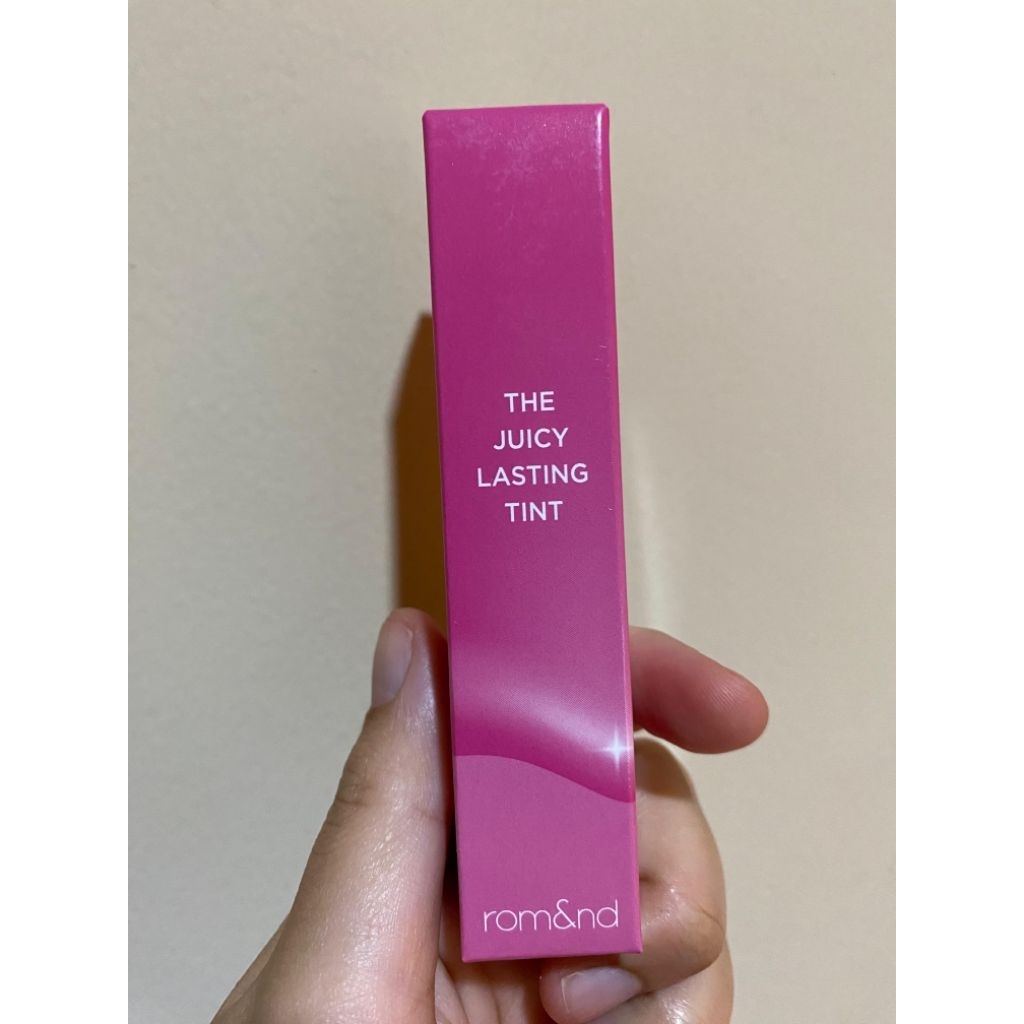 THE
JUICY
LASTING
TINT
rom&nd